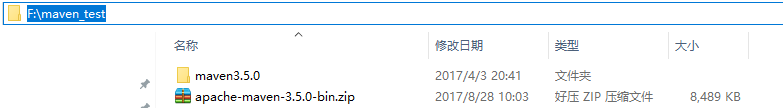 F:\maven_test
名称 修改日期 类型 大小
maven3.5.0 2017/4/3 20:41 文件夹
apache-maven-3.5.0-bin.zip 2017/8/28 10:03 好压 ZIP 压缩文件 8,489 KB